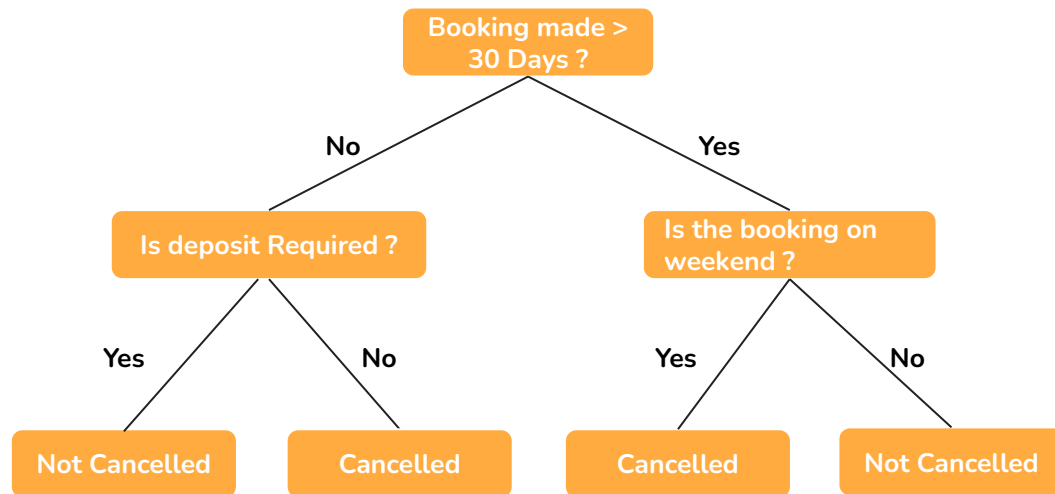 Booking made >
30 Days ?
No
Yes
Is deposit Required ?
Is the booking on
weekend ?
Yes
No
Yes
No
Not Cancelled
Cancelled
Cancelled
Not Cancelled